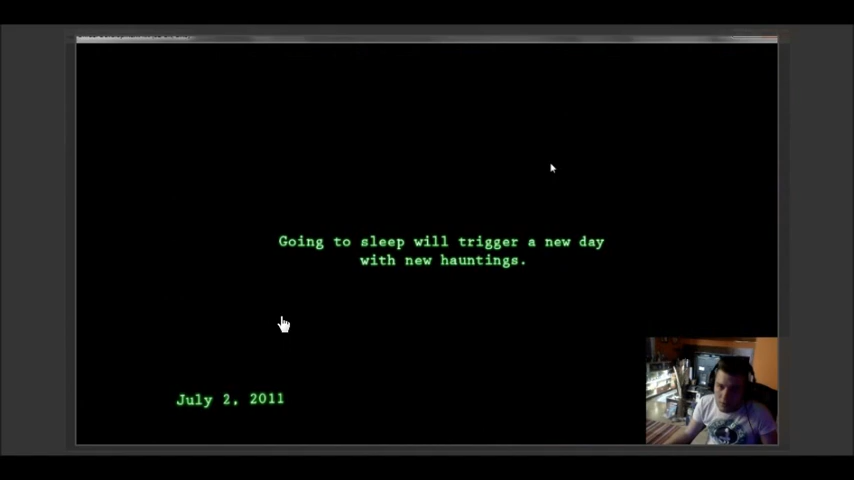 Going to sleep will trigger a new day
with new hauntings.
July 2, 2011